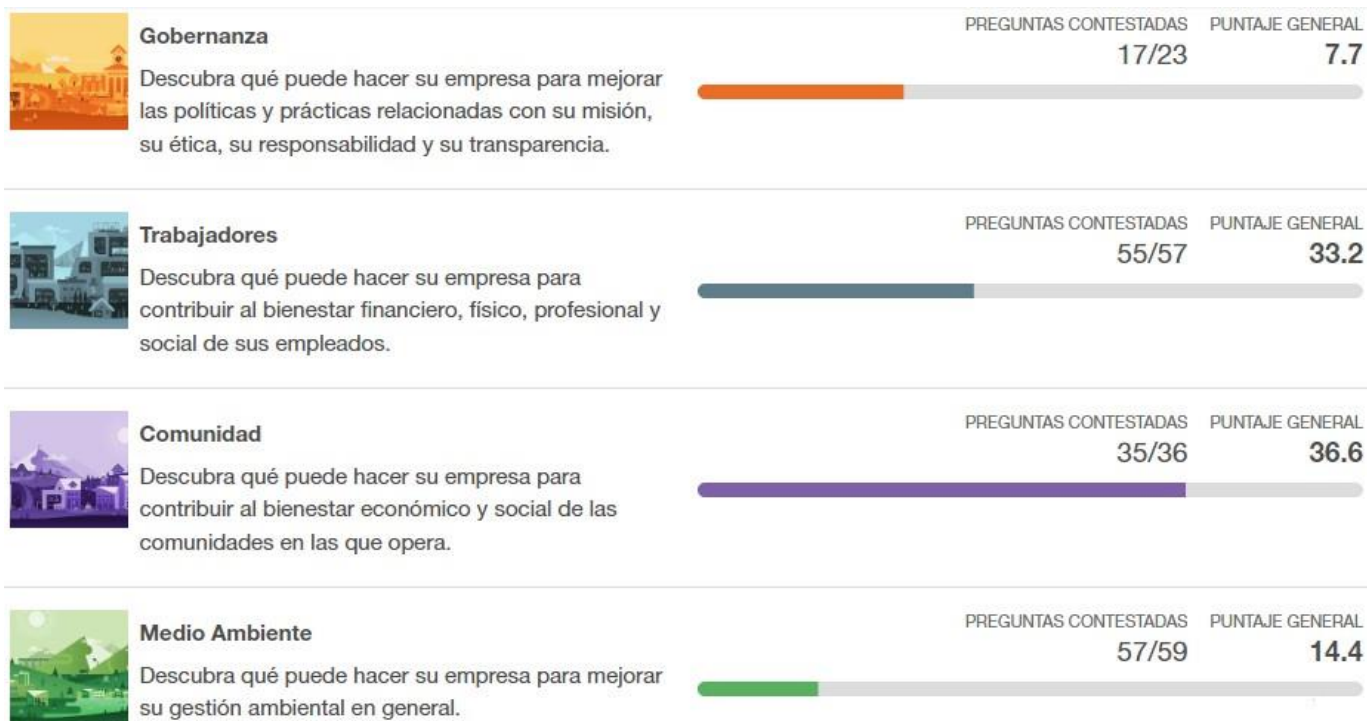 Gobernanza
Descubra qué puede hacer su empresa para mejorar
las políticas y prácticas relacionadas con su misión,
su ética, su responsabilidad y su transparencia.
PREGUNTAS CONTESTADAS PUNTAJE GENERAL
17/23 7.7
Trabajadores
Descubra qué puede hacer su empresa para
contribuir al bienestar financiero, físico, profesional y
social de sus empleados.
PREGUNTAS CONTESTADAS PUNTAJE GENERAL
55/57 33.2
Comunidad
Descubra qué puede hacer su empresa para
contribuir al bienestar económico y social de las
comunidades en las que opera.
PREGUNTAS CONTESTADAS PUNTAJE GENERAL
35/36 36.6
Medio Ambiente
Descubra qué puede hacer su empresa para mejorar
su gestión ambiental en general.
PREGUNTAS CONTESTADAS PUNTAJE GENERAL
57/59 14.4